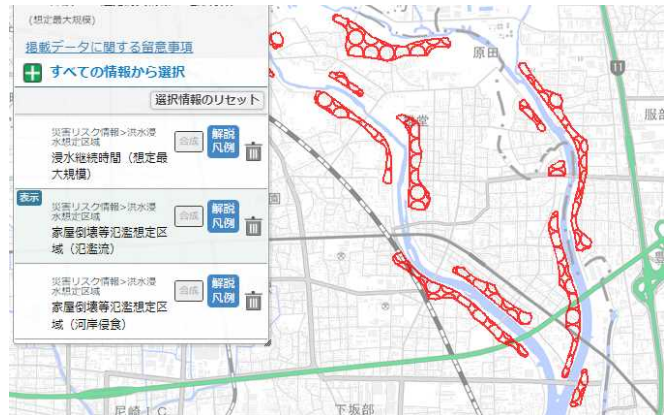 (想定最大規模)
掲載データに関する留意事項
すべての情報から選択
選択情報のリセット
災害リスク情報>洪水浸
水想定区域
浸水継続時間(想定最
大規模)
合成
解説
凡例
表示
災害リスク情報>洪水浸
水想定区域
家屋倒壊等氾濫想定区
域(氾濫流)
合成
解説
凡例
災害リスク情報>洪水浸
水想定区域
家屋倒壊等氾濫想定区
域(河岸侵食)
合成
解説
凡例
原田
11
堂
園
豊
尼崎IC
下坂部